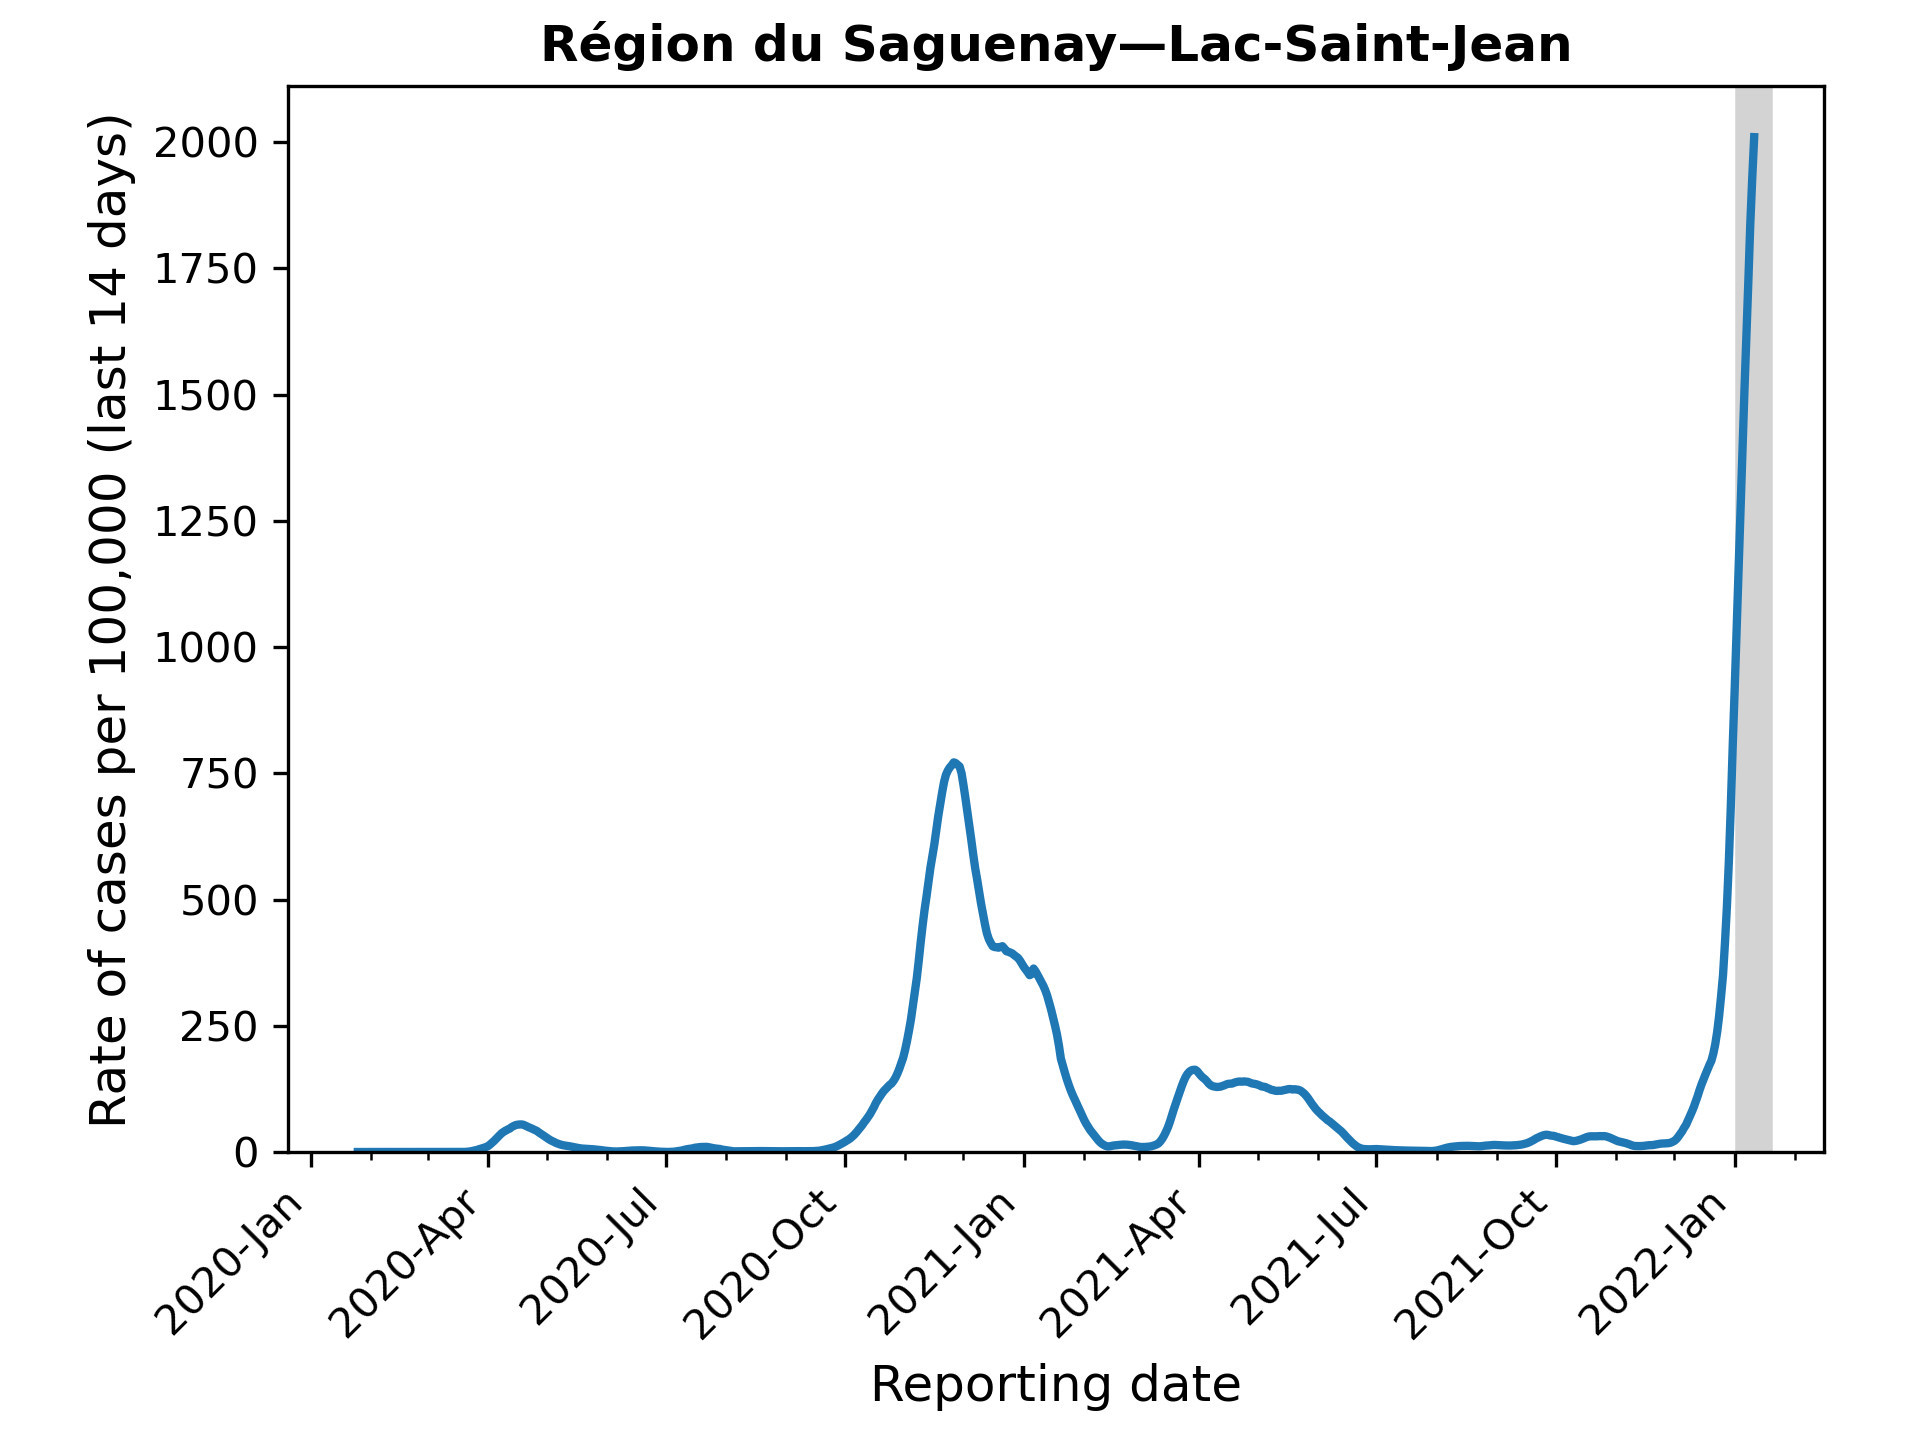 Région du Saguenay—Lac-Saint-Jean
Rate of cases per 100,000 (last 14 days)
2000
1750
1500
1250
1000
750
500
250
0
2020-Jan
2020-Apr
2020-Jul
2020-Oct
2021-Jan
2021-Apr
2021-Jul
2021-Oct
2022-Jan
Reporting date